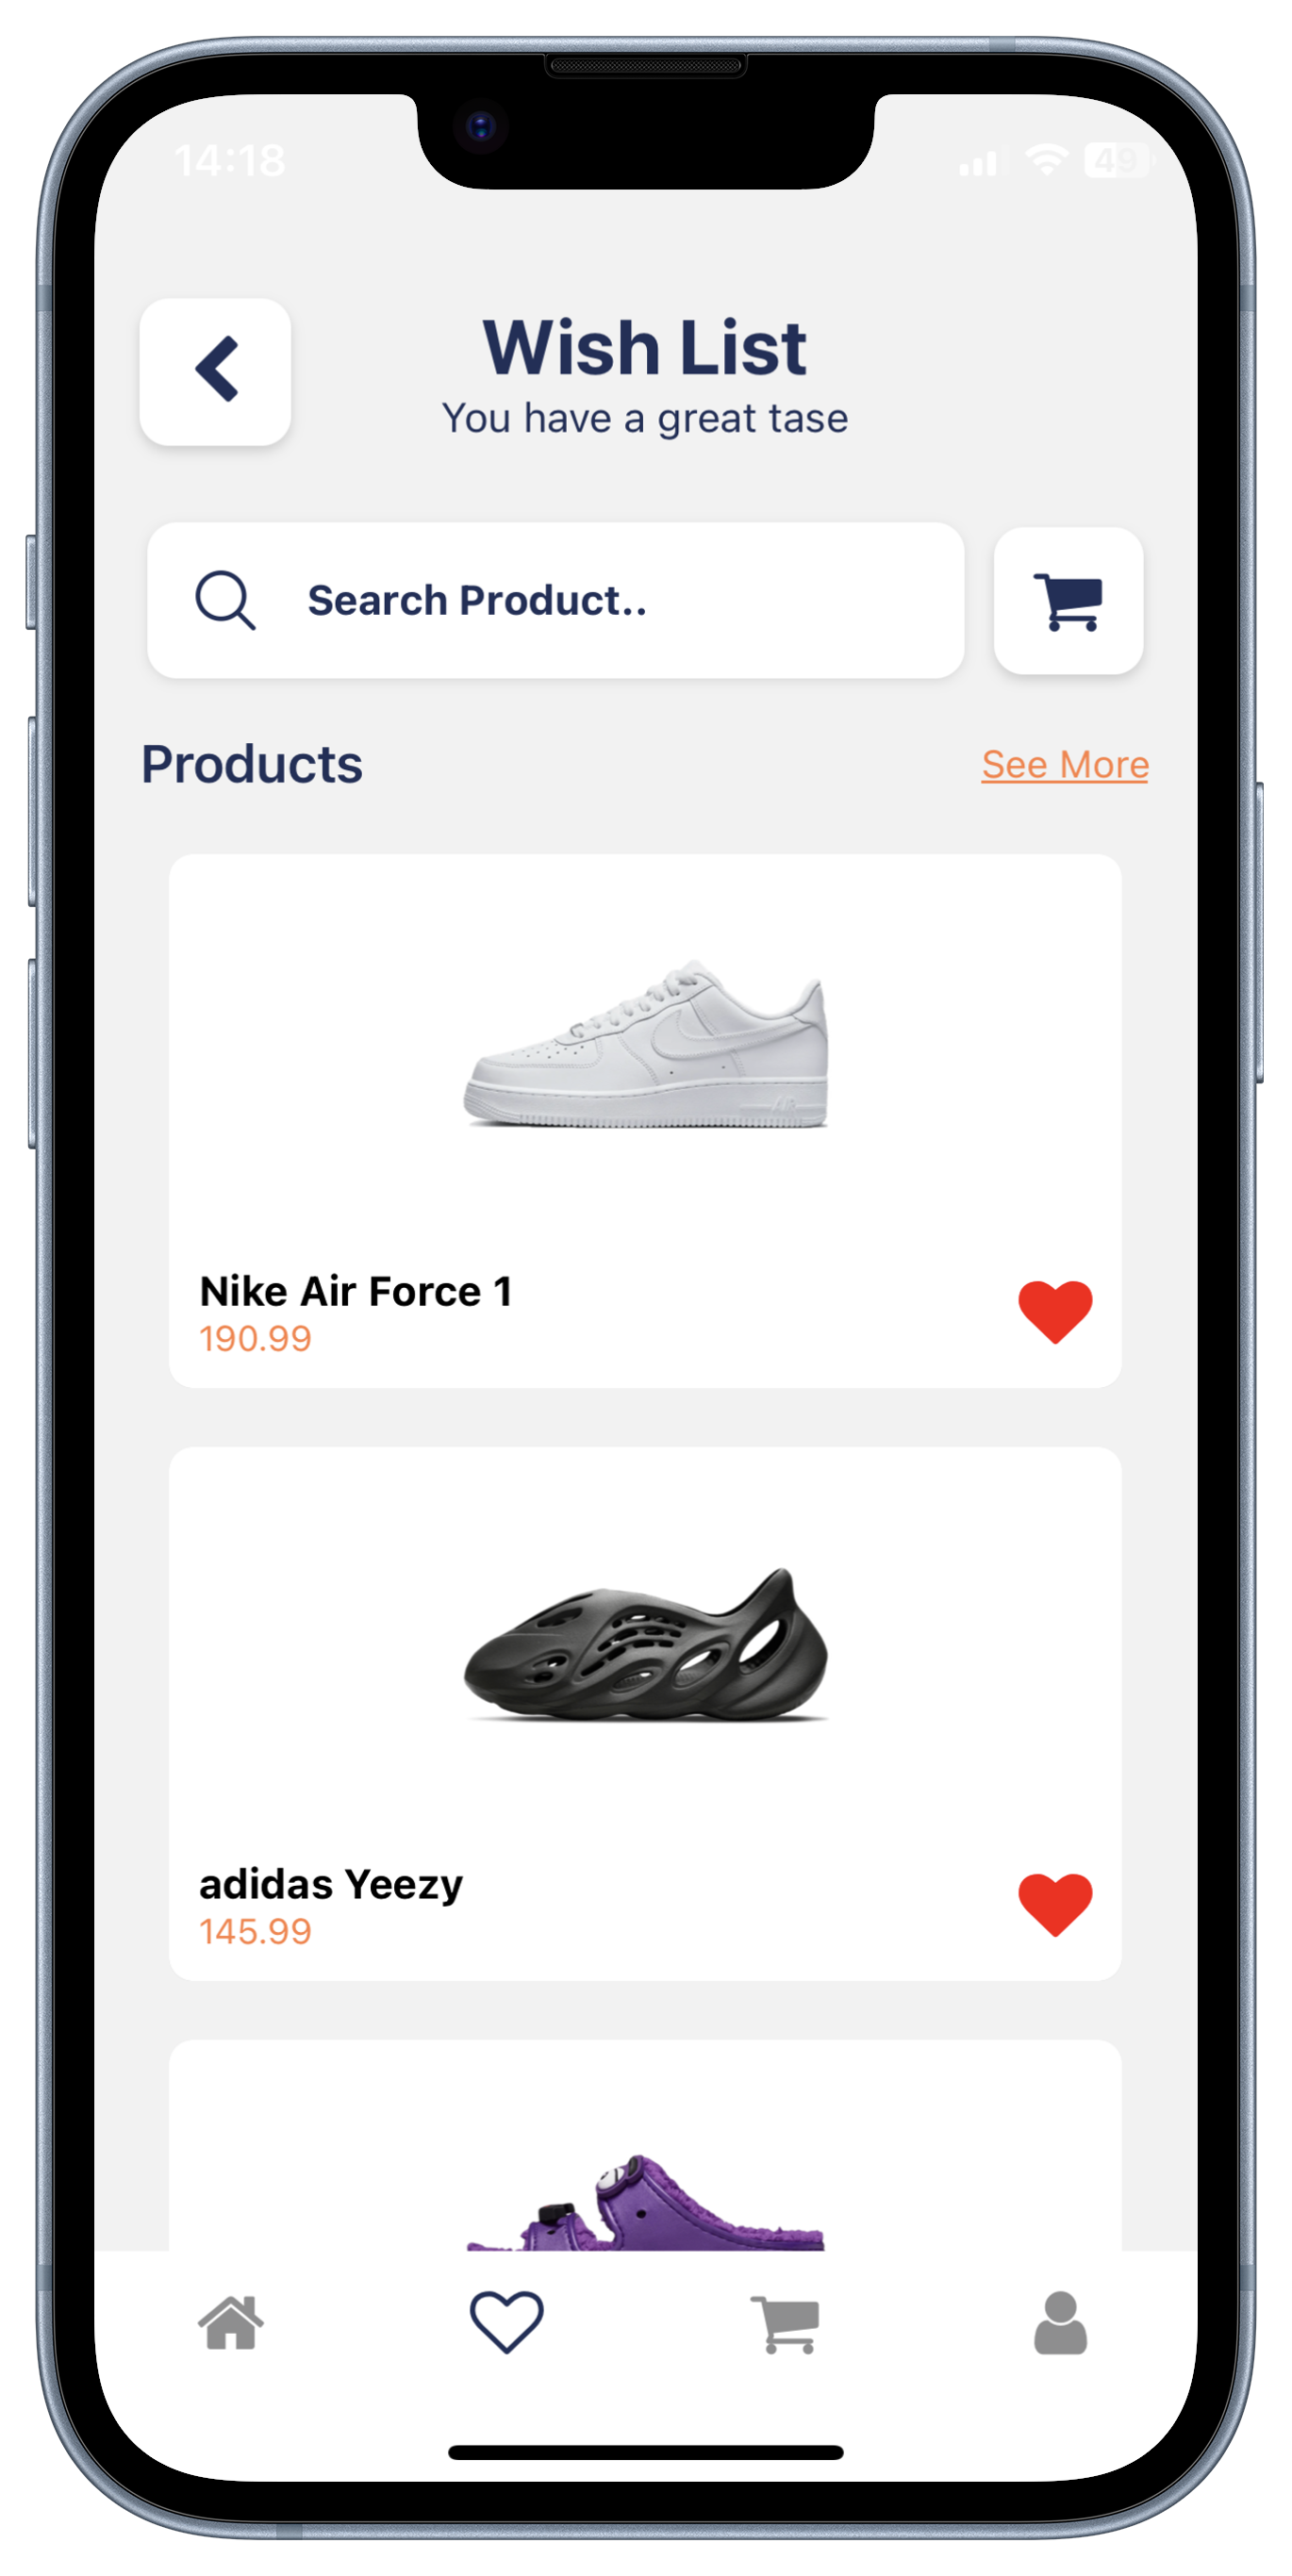 14:18
49
Wish List
You have a great tase
Search Product..
Products
See More
Nike Air Force 1
190.99
adidas Yeezy
145.99